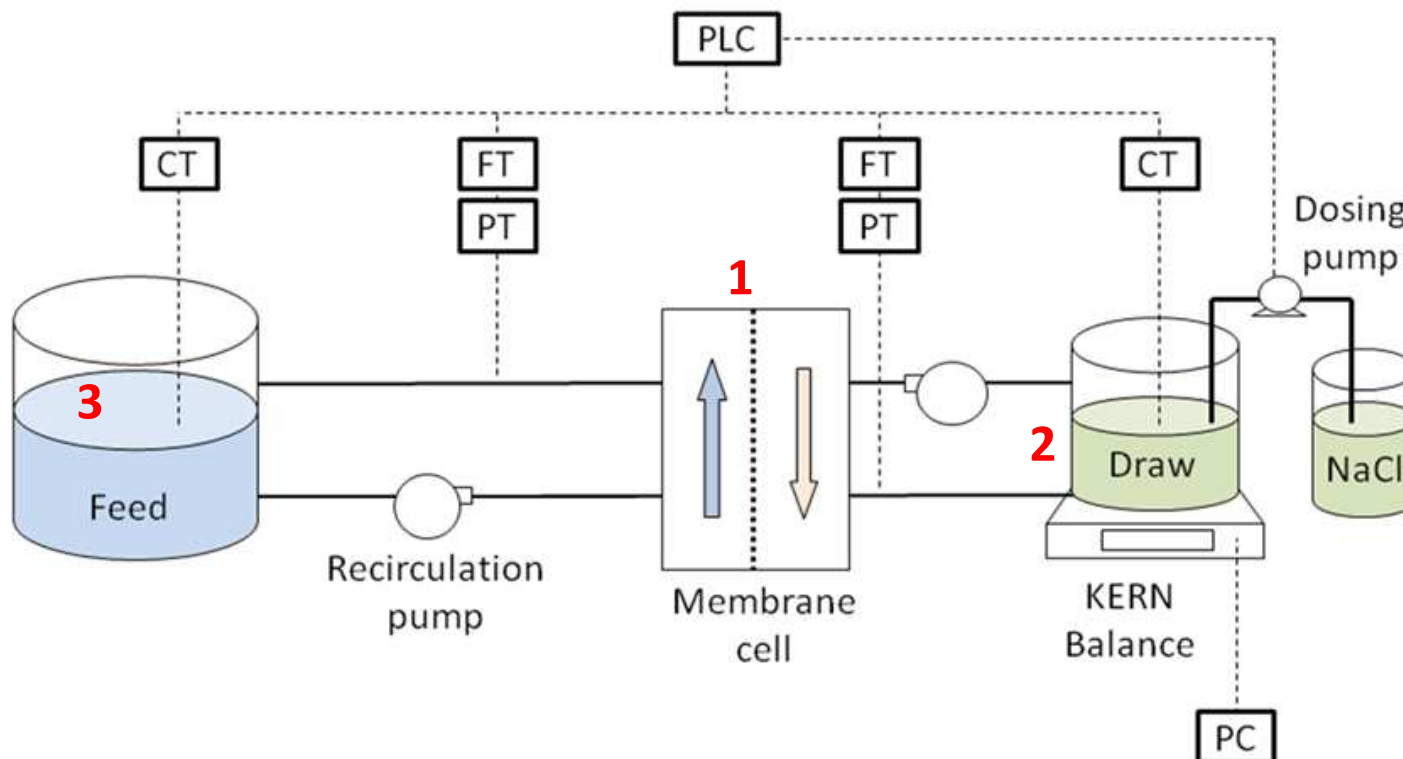 PLC
CT
FT
FT
CT
PT
PT
Dosing
pump
1
3
2
Feed
Draw
NaCl
Recirculation
pump
Membrane
cell
KERN
Balance
PC